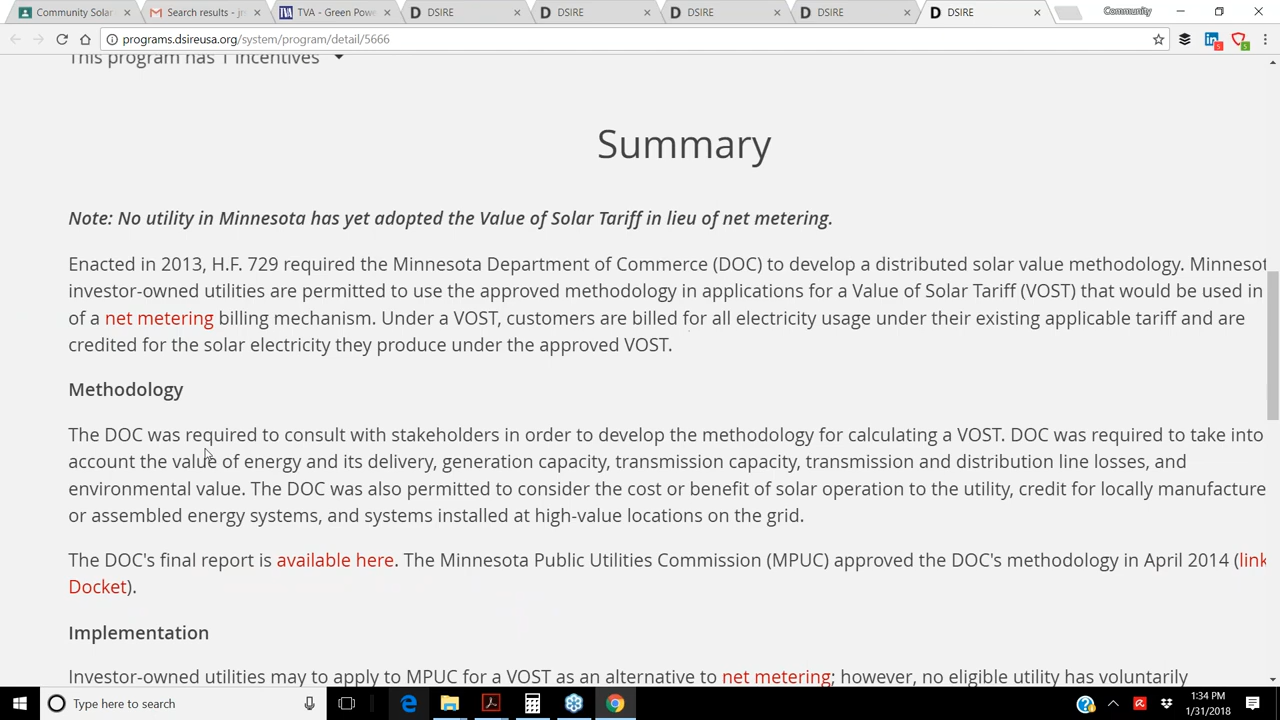 Community Solar
Search results - jm
TVA - Green Powe
DSIRE
DSIRE
DSIRE
DSIRE
DSIRE
Community
programs.dsireusa.org/system/program/detail/5666
This program has 1 incentives
Summary
Note: No utility in Minnesota has yet adopted the Value of Solar Tariff in lieu of net metering.
Enacted in 2013, H.F. 729 required the Minnesota Department of Commerce (DOC) to develop a distributed solar value methodology. Minnesot
investor-owned utilities are permitted to use the approved methodology in applications for a Value of Solar Tariff (VOST) that would be used in
of a net metering billing mechanism. Under a VOST, customers are billed for all electricity usage under their existing applicable tariff and are
credited for the solar electricity they produce under the approved VOST.
Methodology
The DOC was required to consult with stakeholders in order to develop the methodology for calculating a VOST. DOC was required to take into
account the value of energy and its delivery, generation capacity, transmission capacity, transmission and distribution line losses, and
environmental value. The DOC was also permitted to consider the cost or benefit of solar operation to the utility, credit for locally manufacture
or assembled energy systems, and systems installed at high-value locations on the grid.
The DOC's final report is available here. The Minnesota Public Utilities Commission (MPUC) approved the DOC's methodology in April 2014 (link
Docket).
Implementation
Investor-owned utilities may to apply to MPUC for a VOST as an alternative to net metering; however, no eligible utility has voluntarily
Type here to search
1:34 PM
1/31/2018